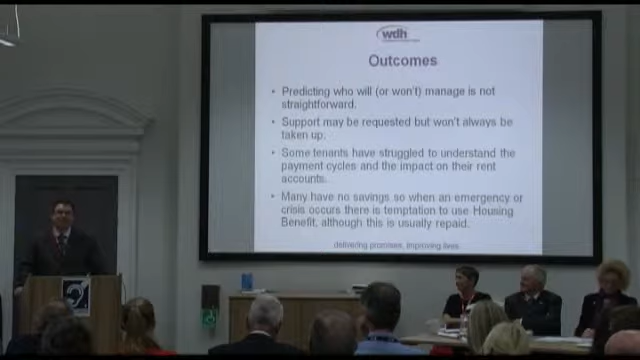 wdh
Outcomes
• Predicting who will (or won't) manage is not
straightforward.
• Support may be requested but won't always be
taken up.
• Some tenants have struggled to understand the
payment cycles and the impact on their rent
accounts.
• Many have no savings so when an emergency or
crisis occurs there is temptation to use Housing
Benefit, although this is usually repaid.
delivering promises, improving lives